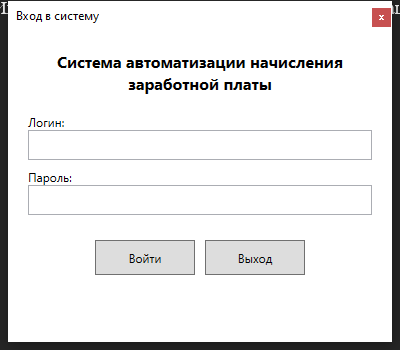 Вход в систему
x
Система автоматизации начисления
заработной платы
Логин:
Пароль:
Войти
Выход